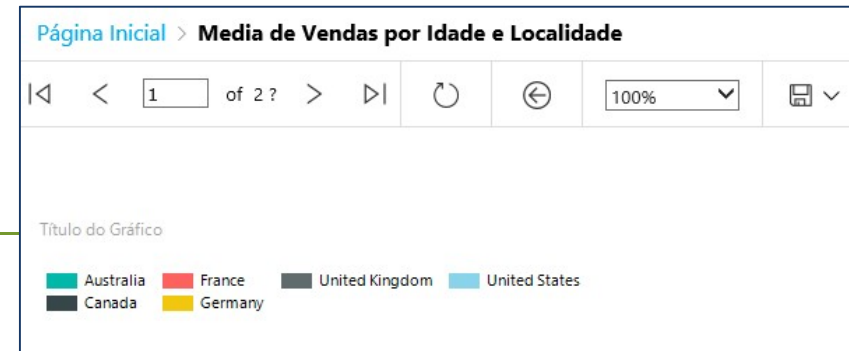 Página Inicial > Media de Vendas por Idade e Localidade
1 of 2 ? 100%
Título do Gráfico
Australia France United Kingdom United States
Canada Germany